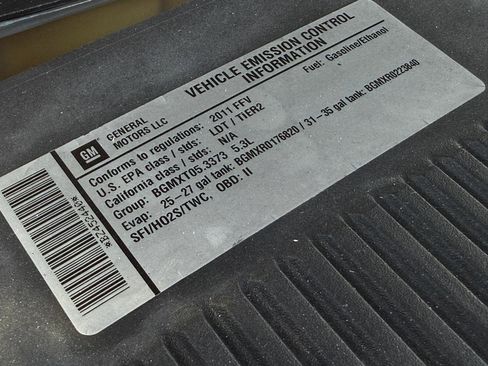 GM
GENERAL
MOTORS LLC
VEHICLE EMISSION CONTROL
INFORMATION
Conforms to regulations: 2011 FFV
Fuel: Gasoline/Ethanol
U.S. EPA class / stds: LDT / TIER2
California class / stds: N/A
Group: BGMXT05.3373 5.3L
Evap: 25-27 gal tank: BGMXR0176820 / 31-35 gal tank: BGMXR0223840
SFI/HO2S/TWC, OBD: II
*BZ4524440*